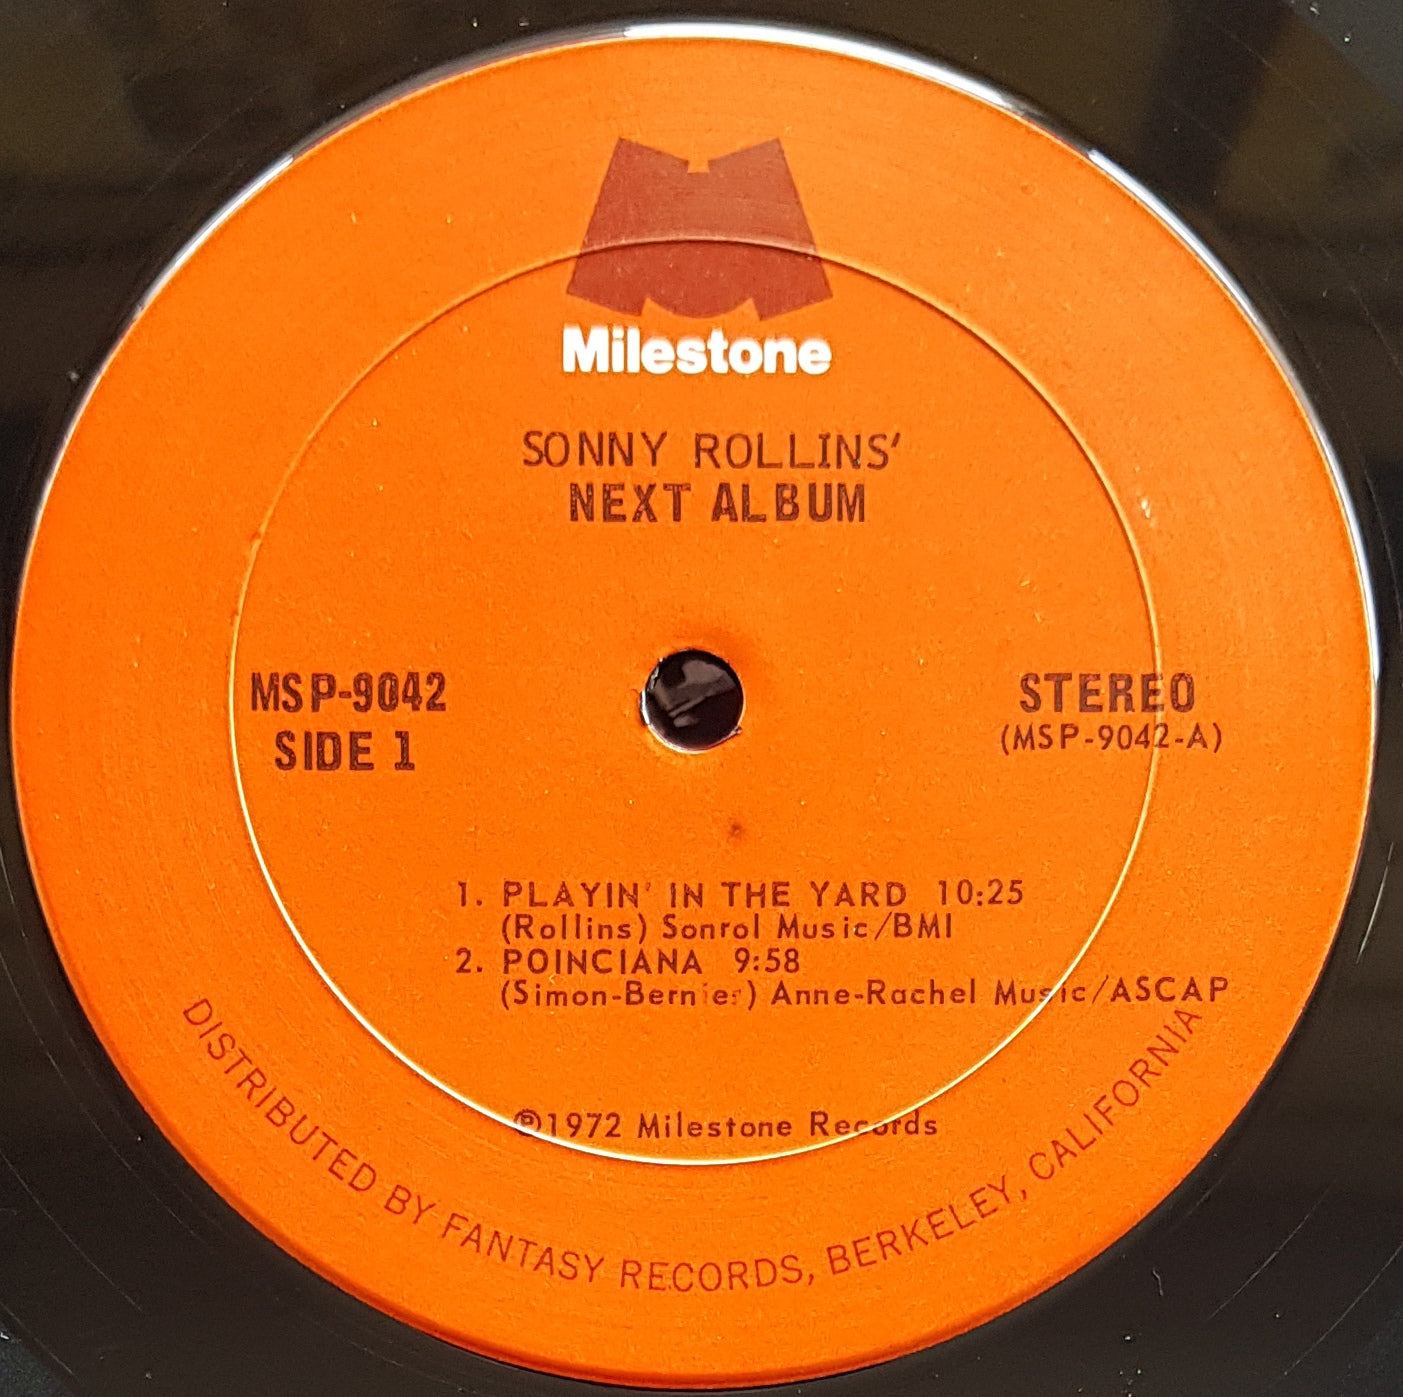 Milestone
SONNY ROLLINS'
NEXT ALBUM
MSP-9042
SIDE 1
STEREO
(MSP-9042-A)
1. PLAYIN' IN THE YARD 10:25
(Rollins) Sonrol Music/BMI
2. POINCIANA 9:58
(Simon-Bernier) Anne-Rachel Music/ASCAP
℗1972 Milestone Records
DISTRIBUTED BY FANTASY RECORDS, BERKELEY, CALIFORNIA